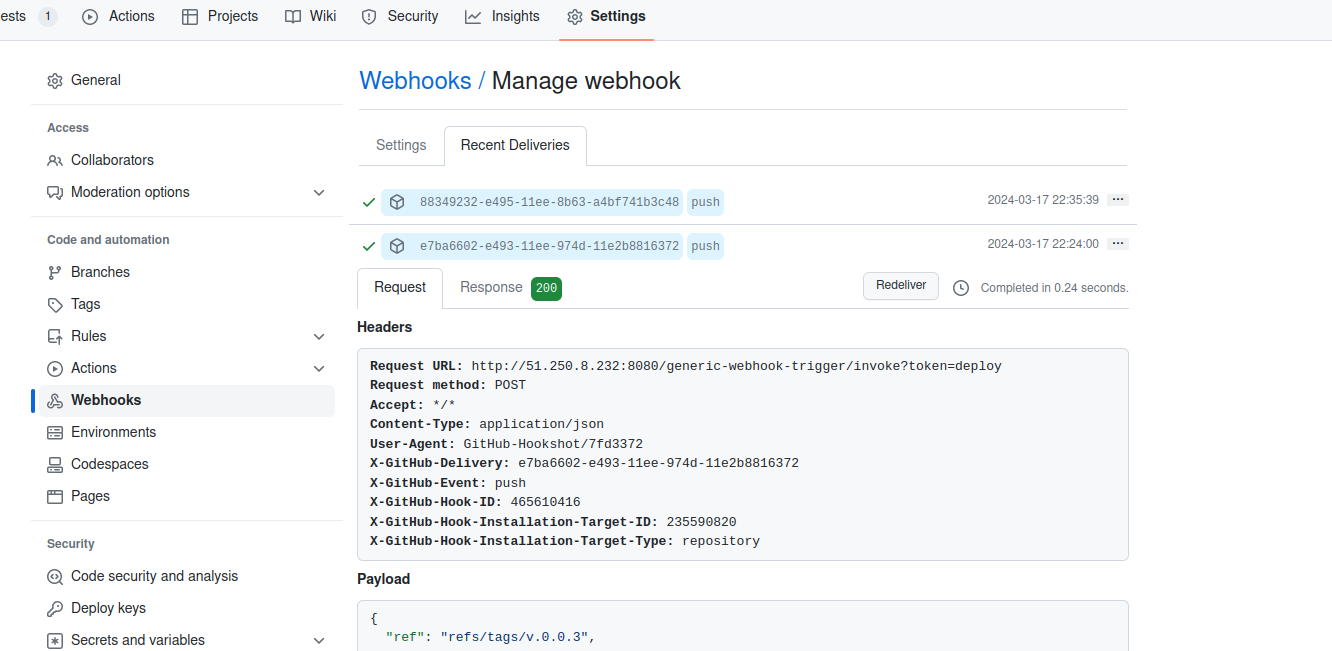 ests 1 Actions Projects Wiki Security Insights Settings
General
Access
Collaborators
Moderation options
Code and automation
Branches
Tags
Rules
Actions
Webhooks
Environments
Codespaces
Pages
Security
Code security and analysis
Deploy keys
Secrets and variables
Webhooks / Manage webhook
Settings Recent Deliveries
88349232-e495-11ee-8b63-a4bf741b3c48 push 2024-03-17 22:35:39 ...
e7ba6602-e493-11ee-974d-11e2b8816372 push 2024-03-17 22:24:00 ...
Request Response 200 Redeliver Completed in 0.24 seconds.
Headers
Request URL: http://51.250.8.232:8080/generic-webhook-trigger/invoke?token=deploy
Request method: POST
Accept: */*
Content-Type: application/json
User-Agent: GitHub-Hookshot/7fd3372
X-GitHub-Delivery: e7ba6602-e493-11ee-974d-11e2b8816372
X-GitHub-Event: push
X-GitHub-Hook-ID: 465610416
X-GitHub-Hook-Installation-Target-ID: 235590820
X-GitHub-Hook-Installation-Target-Type: repository
Payload
{
"ref": "refs/tags/v.0.0.3",